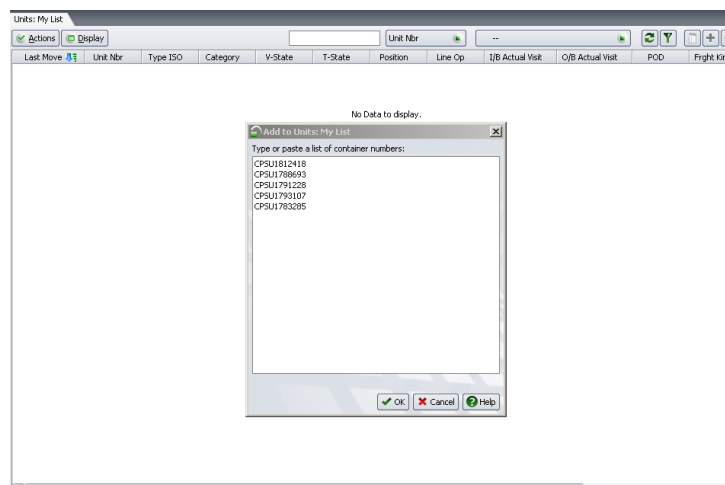 Units: My List
Actions Display Unit Nbr --
Last Move Unit Nbr Type ISO Category V-State T-State Position Line Op I/B Actual Visit O/B Actual Visit POD Frght Kin
No Data to display.
Add to Units: My List
Type or paste a list of container numbers:
CPSU1812418
CPSU1788693
CPSU1791228
CPSU1793107
CPSU1783285
OK Cancel Help